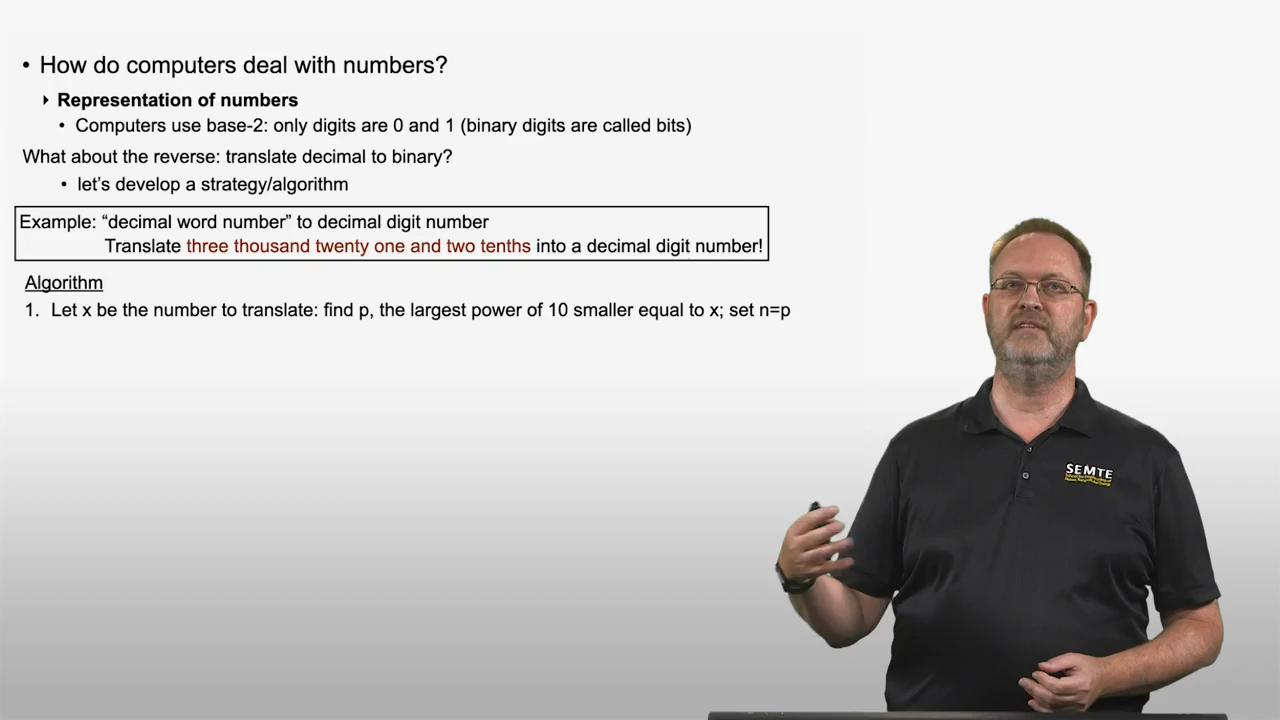 • How do computers deal with numbers?
‣ Representation of numbers
• Computers use base-2: only digits are 0 and 1 (binary digits are called bits)
What about the reverse: translate decimal to binary?
• let’s develop a strategy/algorithm
Example: “decimal word number” to decimal digit number
Translate three thousand twenty one and two tenths into a decimal digit number!
Algorithm
1. Let x be the number to translate: find p, the largest power of 10 smaller equal to x; set n=p
SEMTE